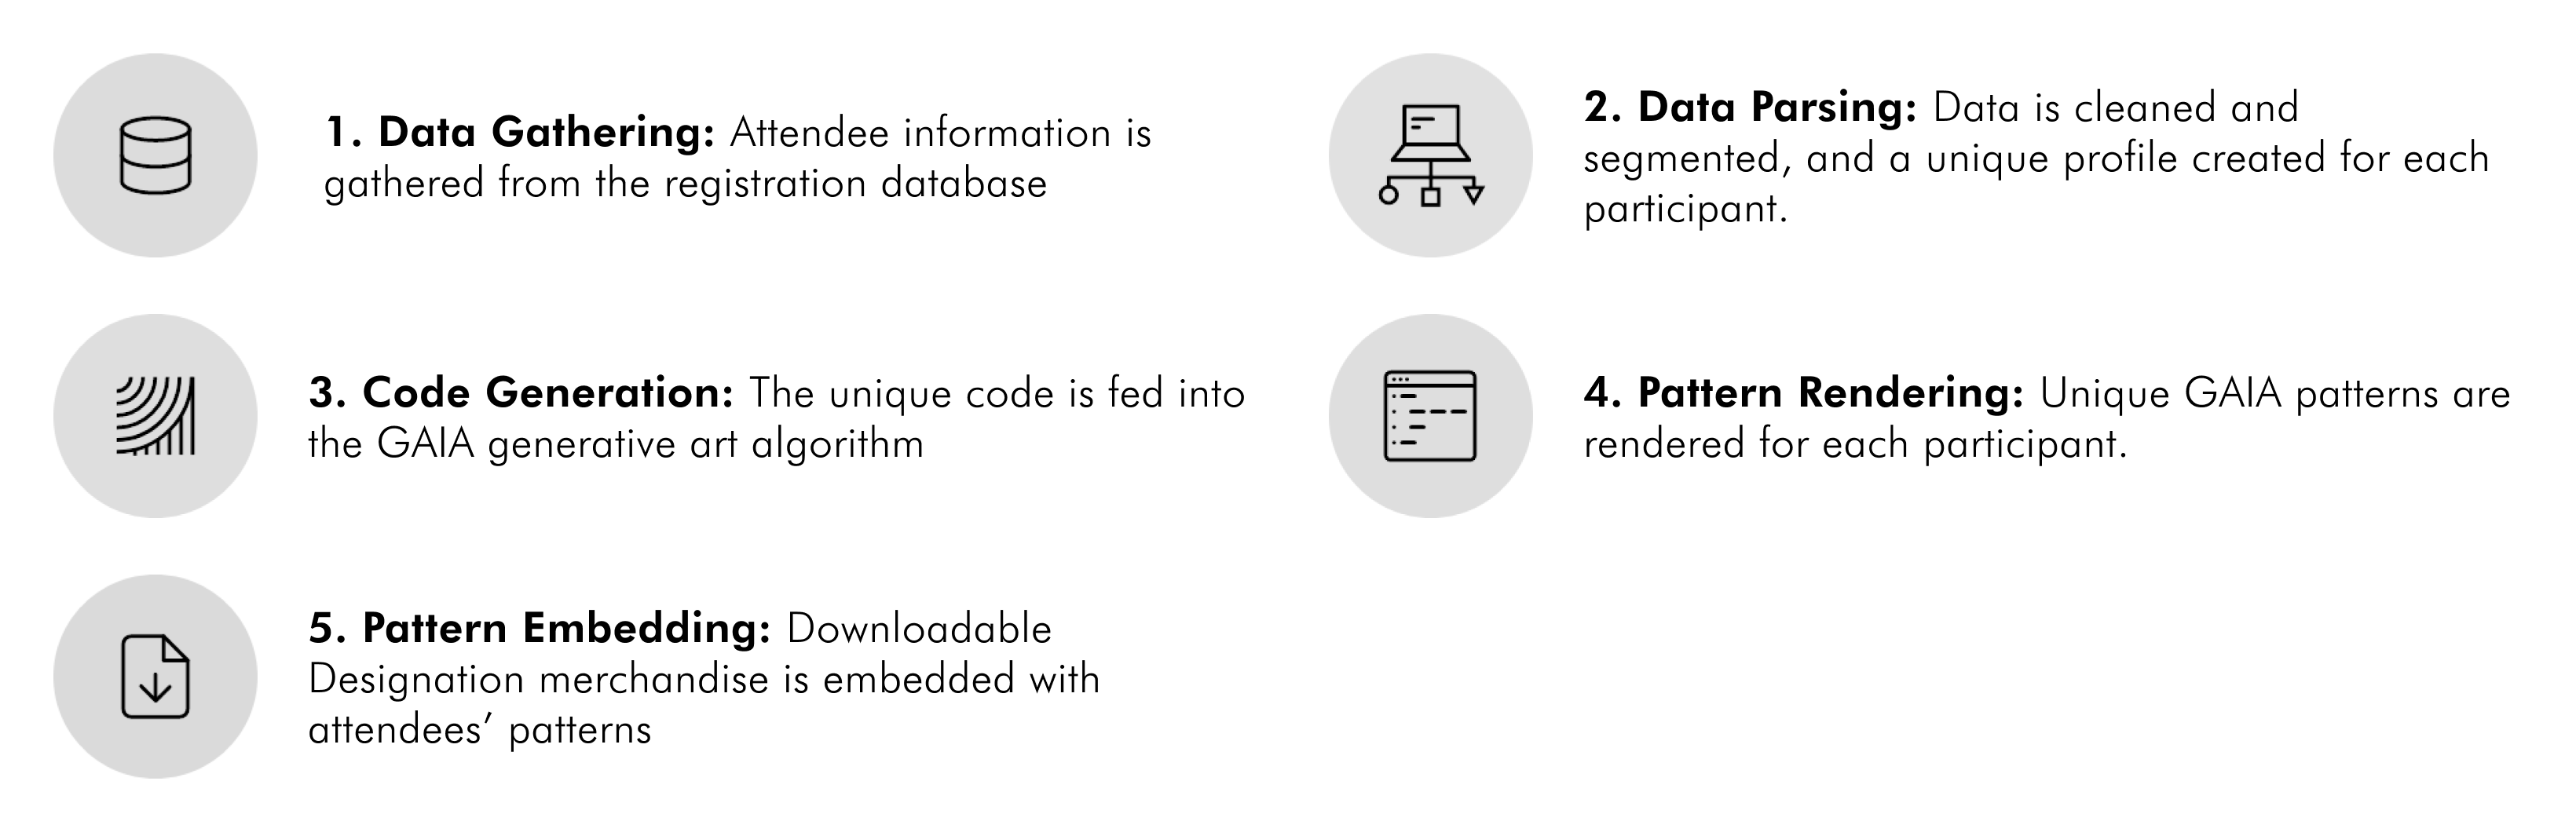 1. Data Gathering: Attendee information is
gathered from the registration database
2. Data Parsing: Data is cleaned and
segmented, and a unique profile created for each
participant.
3. Code Generation: The unique code is fed into
the GAIA generative art algorithm
4. Pattern Rendering: Unique GAIA patterns are
rendered for each participant.
5. Pattern Embedding: Downloadable
Designation merchandise is embedded with
attendees’ patterns